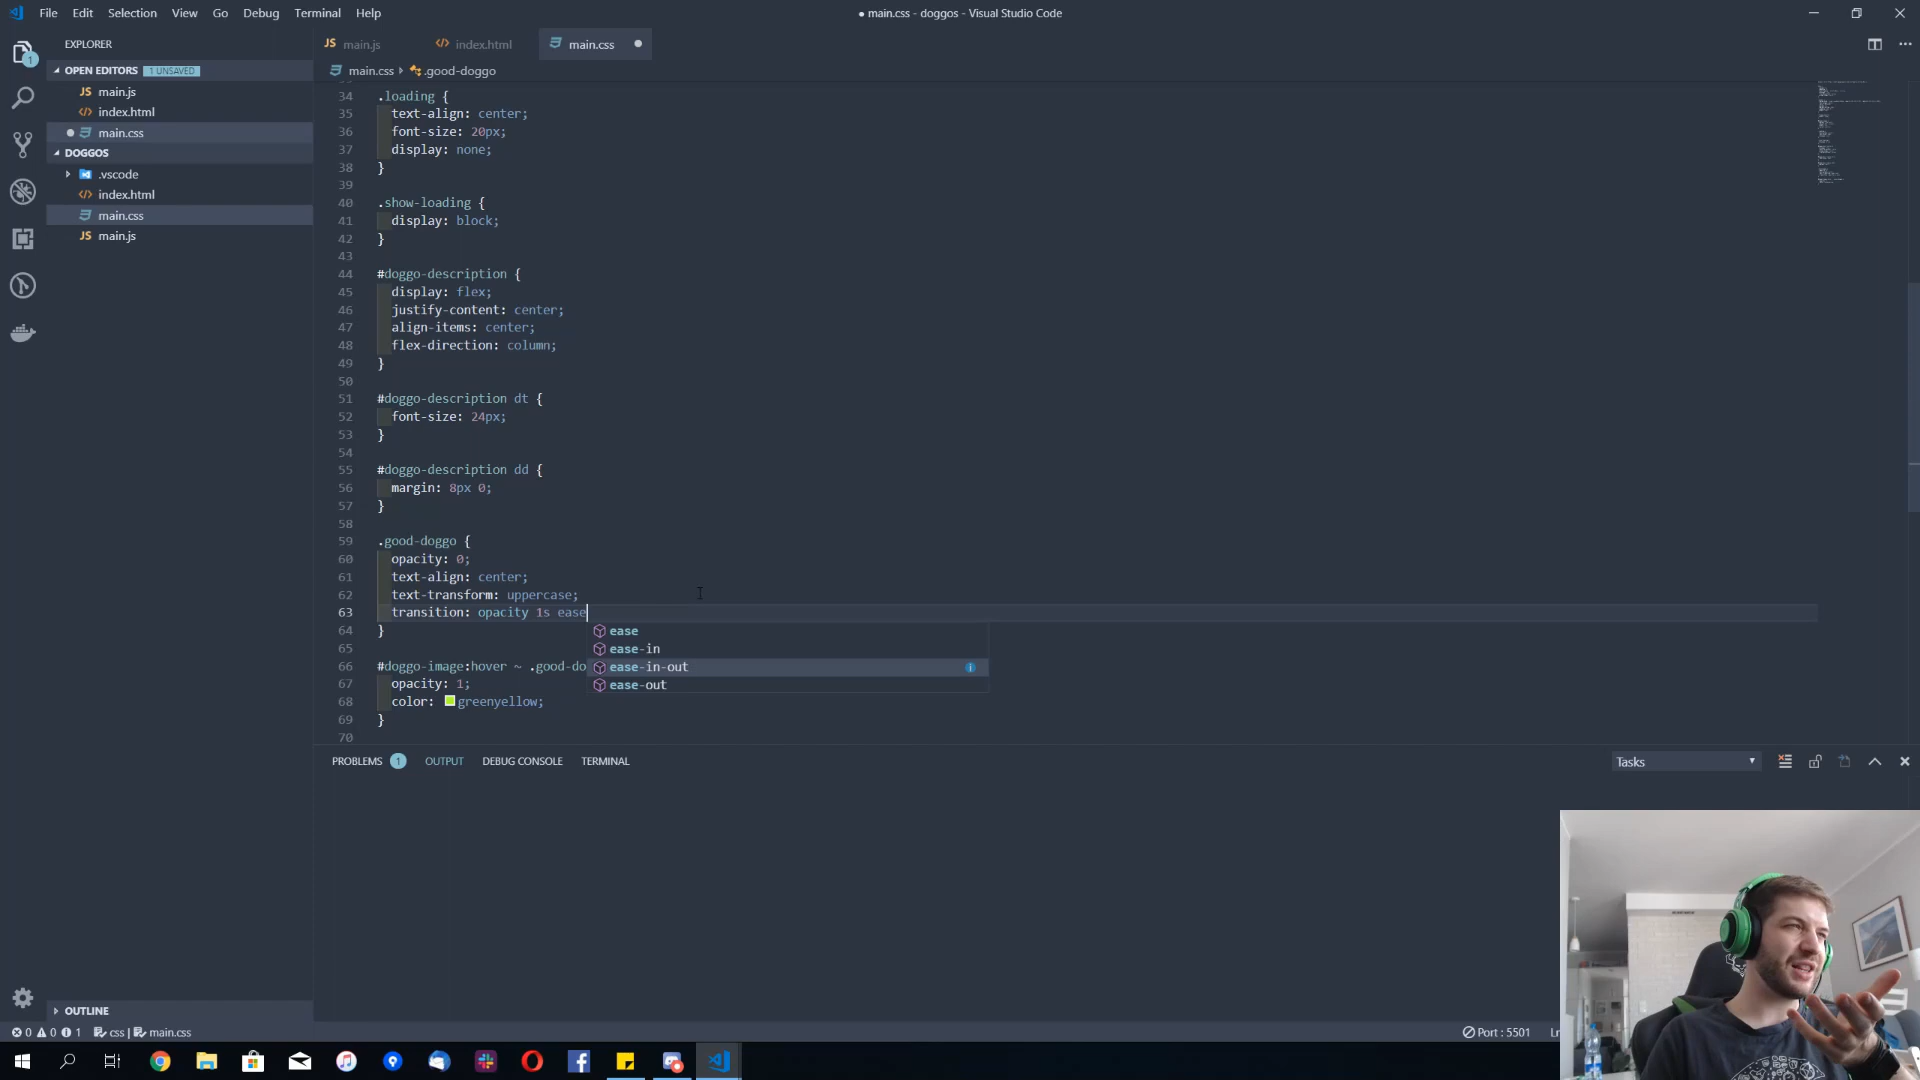 File Edit Selection View Go Debug Terminal Help
● main.css - doggos - Visual Studio Code
EXPLORER
OPEN EDITORS 1 UNSAVED
JS main.js
<> index.html
main.css
DOGGOS
.vscode
<> index.html
main.css
JS main.js
OUTLINE
1
JS main.js
<> index.html
main.css
main.css › .good-doggo
34 .loading {
35 text-align: center;
36 font-size: 20px;
37 display: none;
38 }
39
40 .show-loading {
41 display: block;
42 }
43
44 #doggo-description {
45 display: flex;
46 justify-content: center;
47 align-items: center;
48 flex-direction: column;
49 }
50
51 #doggo-description dt {
52 font-size: 24px;
53 }
54
55 #doggo-description dd {
56 margin: 8px 0;
57 }
58
59 .good-doggo {
60 opacity: 0;
61 text-align: center;
62 text-transform: uppercase;
63 transition: opacity 1s ease
64 }
65
66 #doggo-image:hover ~ .good-do
67 opacity: 1;
68 color: greenyellow;
69 }
70
ease
ease-in
ease-in-out
ease-out
PROBLEMS 1 OUTPUT DEBUG CONSOLE TERMINAL
Tasks
0 0 1 css | main.css
Port : 5501
Ln